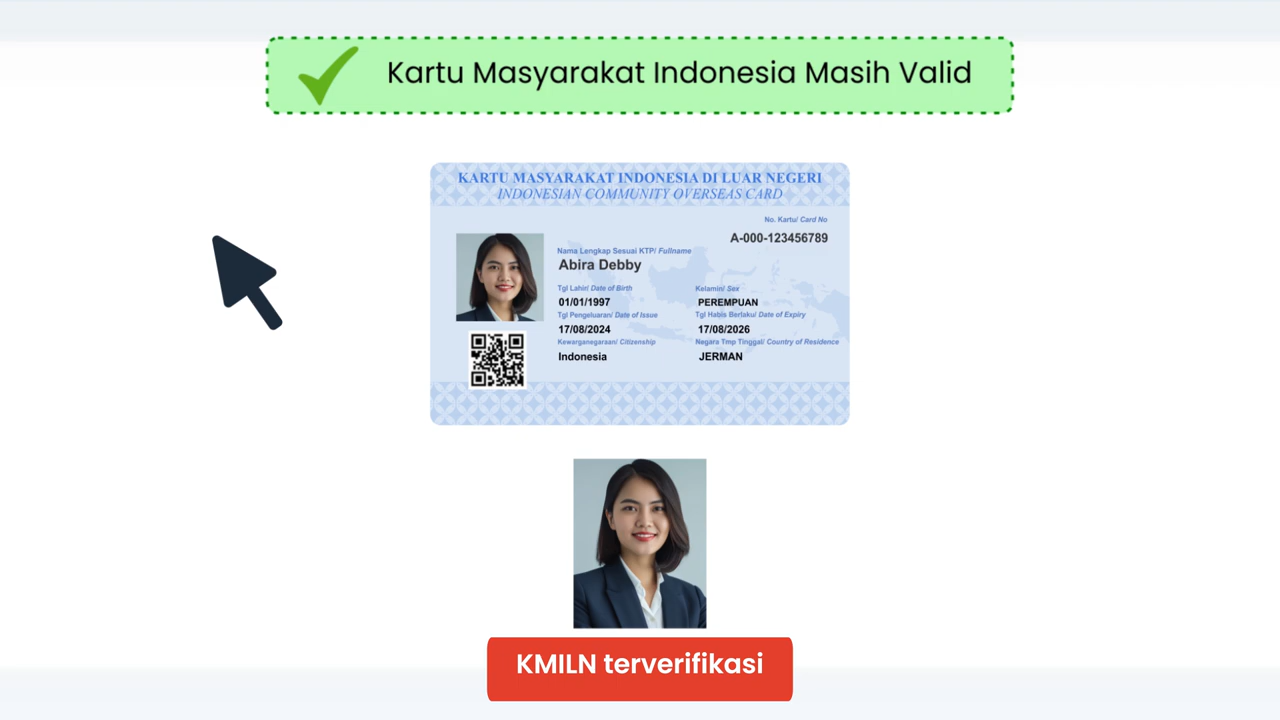 Kartu Masyarakat Indonesia Masih Valid
KARTU MASYARAKAT INDONESIA DI LUAR NEGERI
INDONESIAN COMMUNITY OVERSEAS CARD
No. Kartu/ Card No
A-000-123456789
Nama Lengkap Sesuai KTP/ Fullname
Abira Debby
Tgl Lahir/ Date of Birth
Kelamin/ Sex
01/01/1997
PEREMPUAN
Tgl Pengeluaran/ Date of Issue
Tgl Habis Berlaku/ Date of Expiry
17/08/2024
17/08/2026
Kewarganegaraan/ Citizenship
Negara Tmp Tinggal/ Country of Residence
Indonesia
JERMAN
KMILN terverifikasi